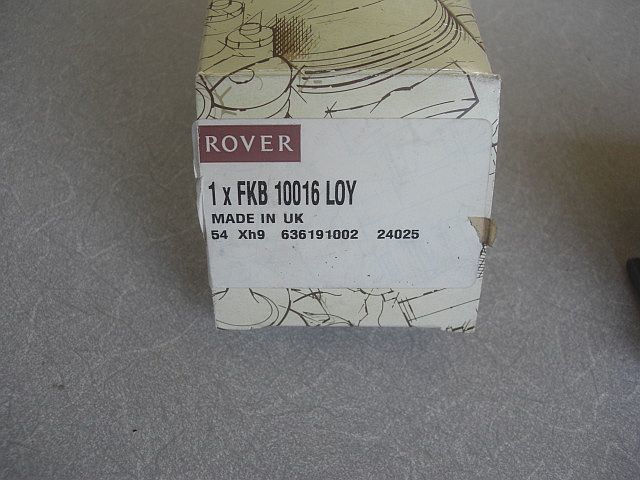 ROVER
1 x FKB 10016 LOY
MADE IN UK
54 Xh9 636191002 24025